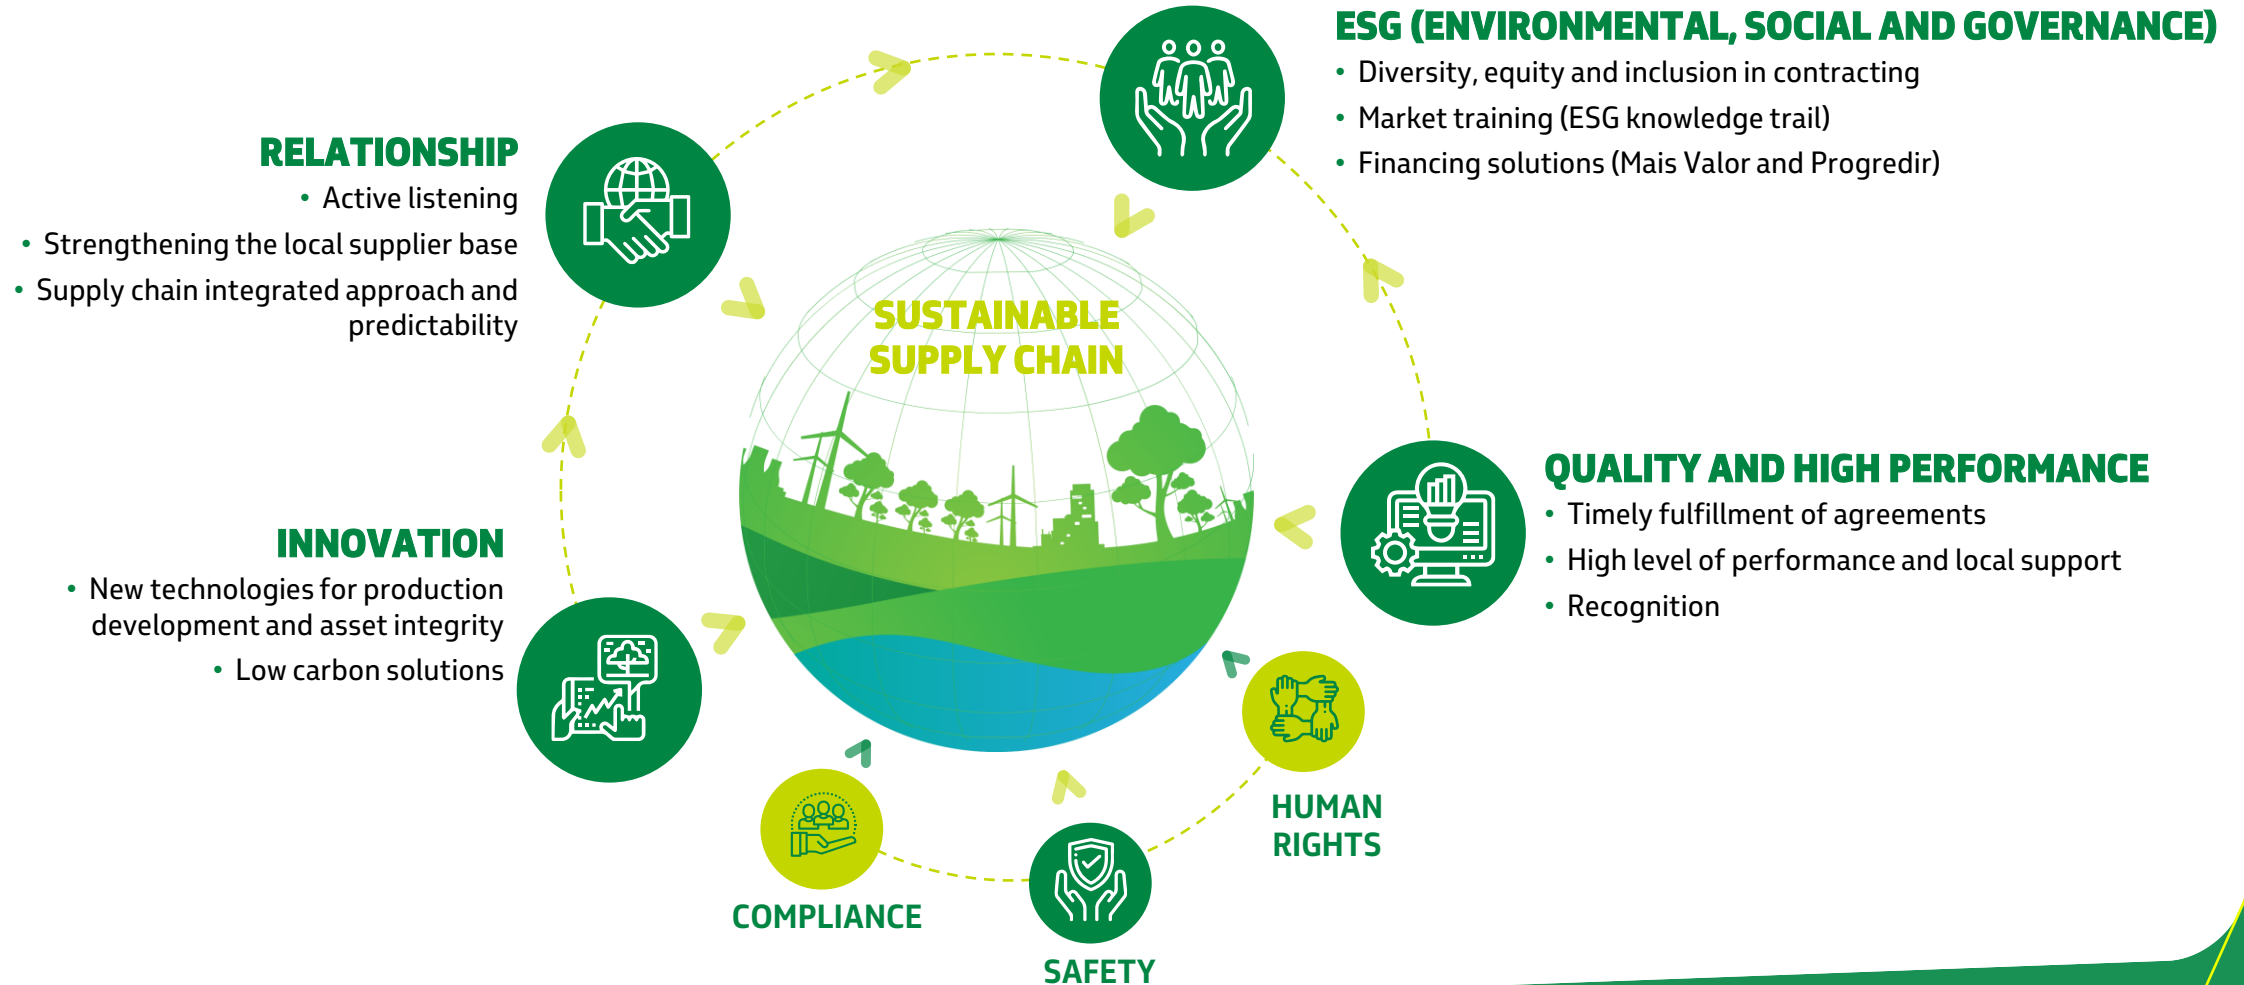 ESG (ENVIRONMENTAL, SOCIAL AND GOVERNANCE)
• Diversity, equity and inclusion in contracting
• Market training (ESG knowledge trail)
• Financing solutions (Mais Valor and Progredir)
RELATIONSHIP
• Active listening
• Strengthening the local supplier base
• Supply chain integrated approach and
predictability
SUSTAINABLE
SUPPLY CHAIN
QUALITY AND HIGH PERFORMANCE
• Timely fulfillment of agreements
• High level of performance and local support
• Recognition
INNOVATION
• New technologies for production
development and asset integrity
• Low carbon solutions
HUMAN
RIGHTS
COMPLIANCE
SAFETY